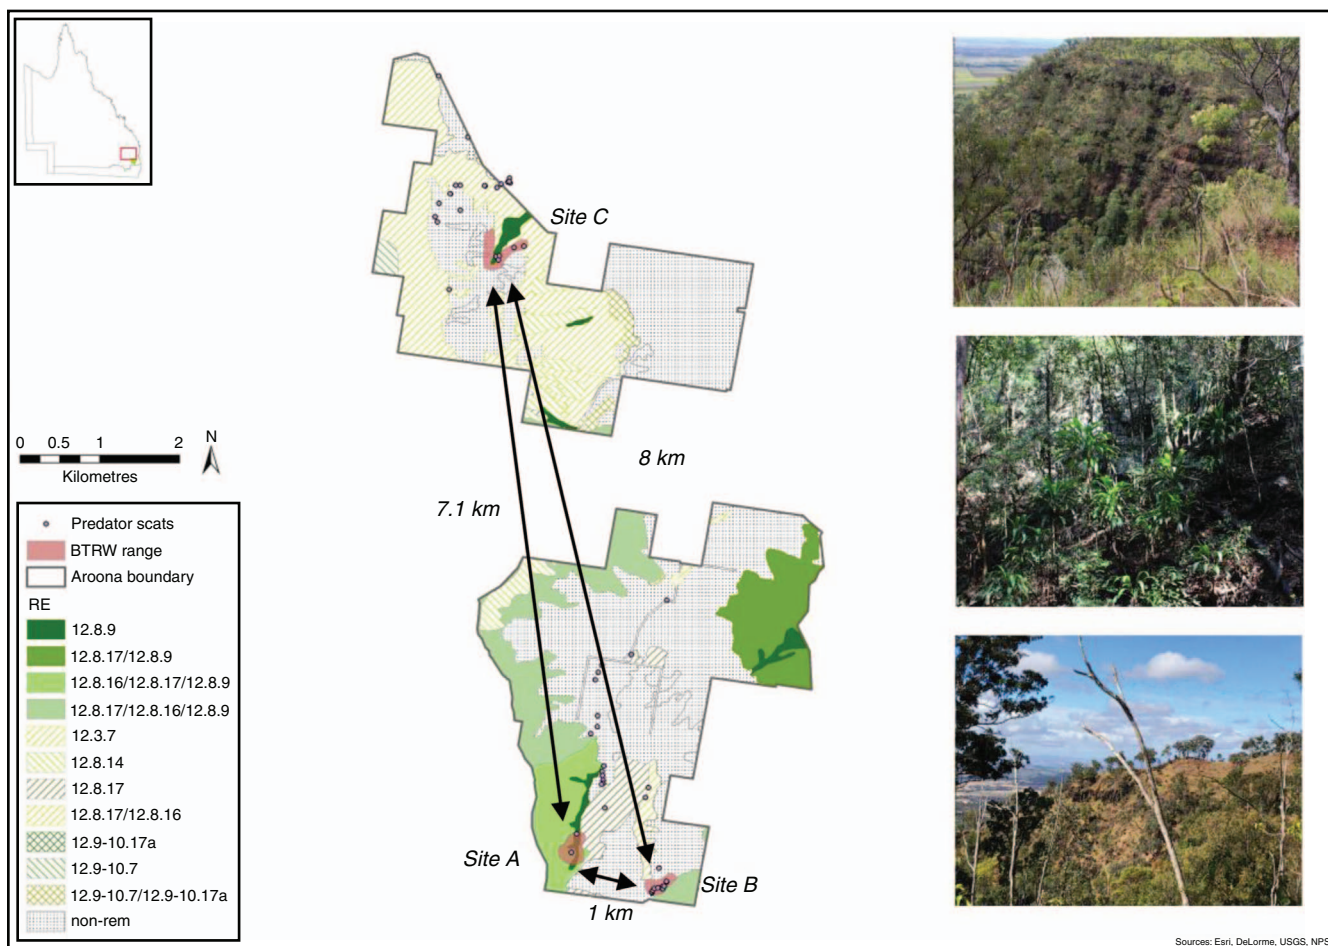 Site C
0 0.5 1 2
Kilometres
N
8 km
7.1 km
Predator scats
BTRW range
Aroona boundary
RE
12.8.9
12.8.17/12.8.9
12.8.16/12.8.17/12.8.9
12.8.17/12.8.16/12.8.9
12.3.7
12.8.14
12.8.17
12.8.17/12.8.16
12.9-10.17a
12.9-10.7
12.9-10.7/12.9-10.17a
non-rem
Site A
Site B
1 km
Sources: Esri, DeLorme, USGS, NPS